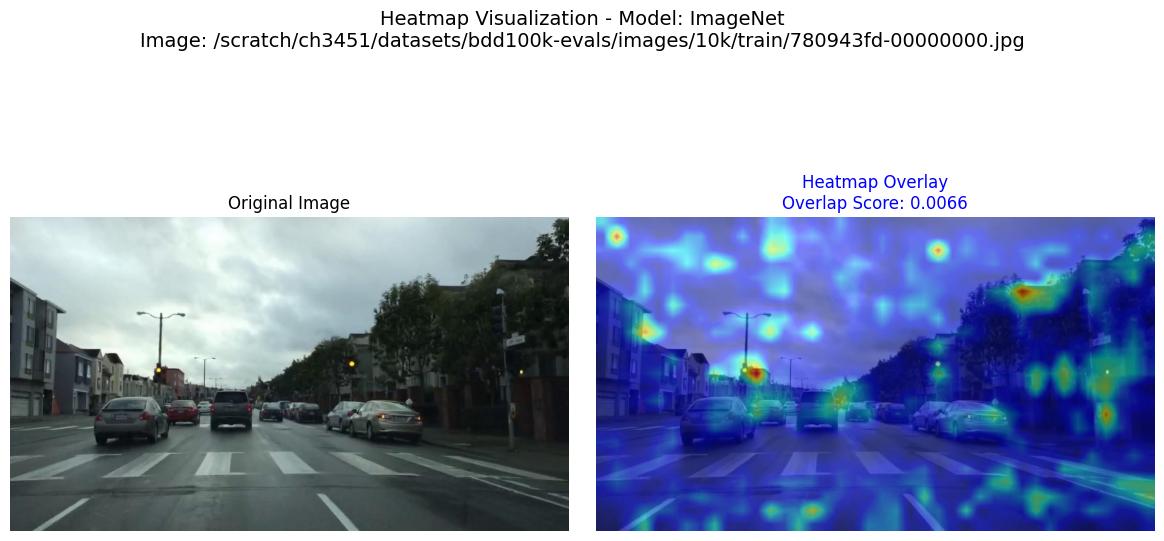 Heatmap Visualization - Model: ImageNet
Image: /scratch/ch3451/datasets/bdd100k-evals/images/10k/train/780943fd-00000000.jpg
Original Image
Heatmap Overlay
Overlap Score: 0.0066